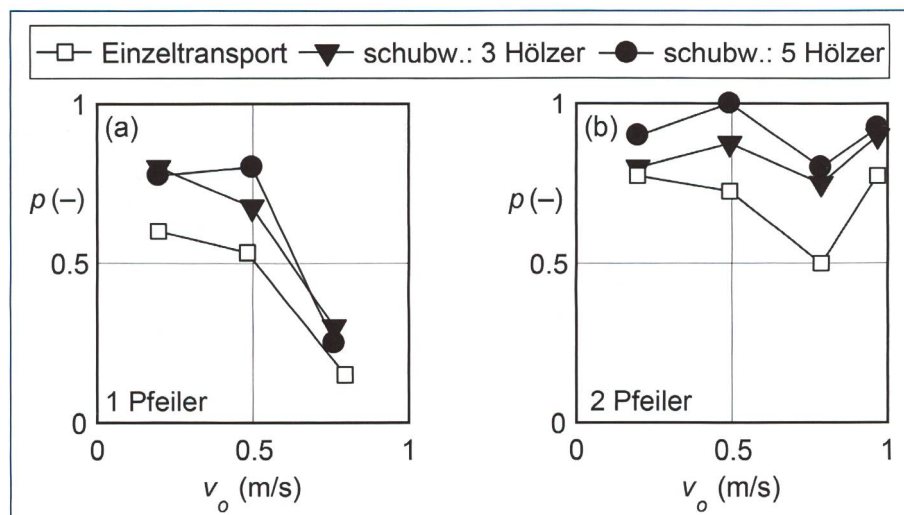 Einzeltransport schubw.: 3 Hölzer schubw.: 5 Hölzer
(a)
1
p (–)
0.5
0
1 Pfeiler
0 0.5 1
v_o (m/s)
(b)
1
p (–)
0.5
0
2 Pfeiler
0 0.5 1
v_o (m/s)